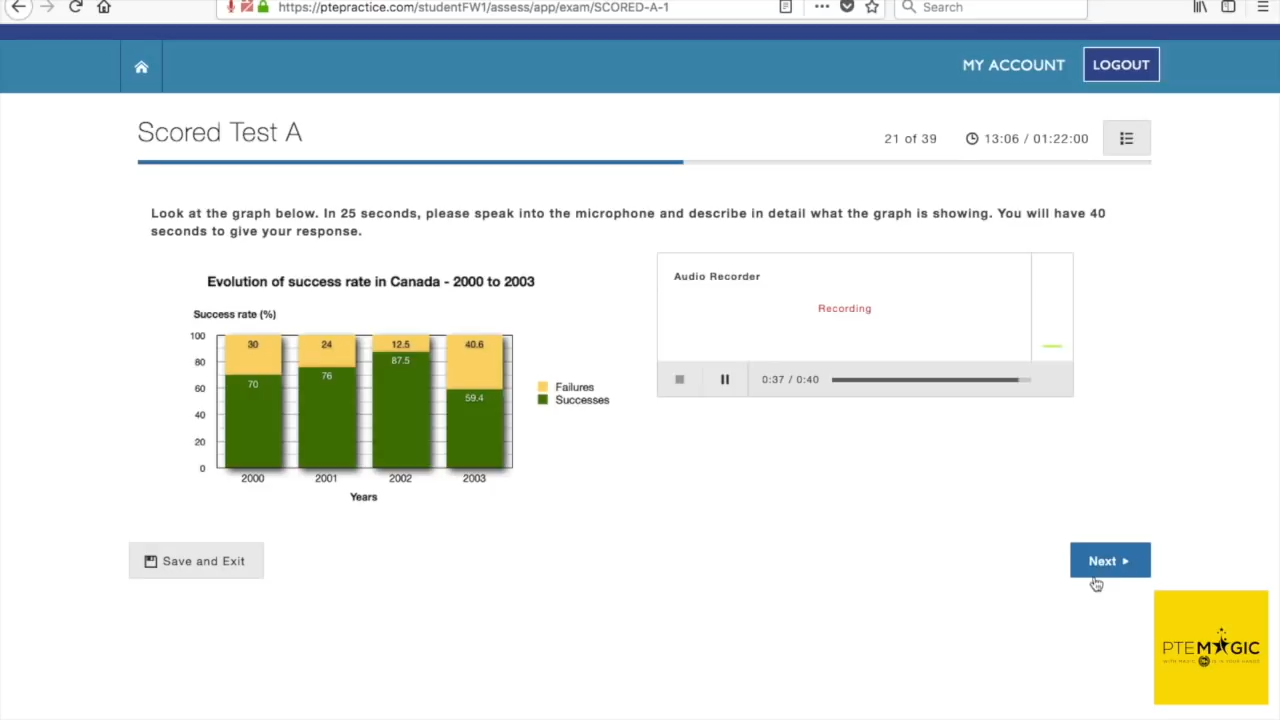 https://ptepractice.com/studentFW1/assess/app/exam/SCORED-A-1
Search
MY ACCOUNT
LOGOUT
Scored Test A
21 of 39
13:06 / 01:22:00
Look at the graph below. In 25 seconds, please speak into the microphone and describe in detail what the graph is showing. You will have 40
seconds to give your response.
Evolution of success rate in Canada - 2000 to 2003
Success rate (%)
100
80
60
40
20
0
30
24
12.5
40.6
70
76
87.5
59.4
2000
2001
2002
2003
Years
Failures
Successes
Audio Recorder
Recording
0:37 / 0:40
Save and Exit
Next
PTE MAGIC